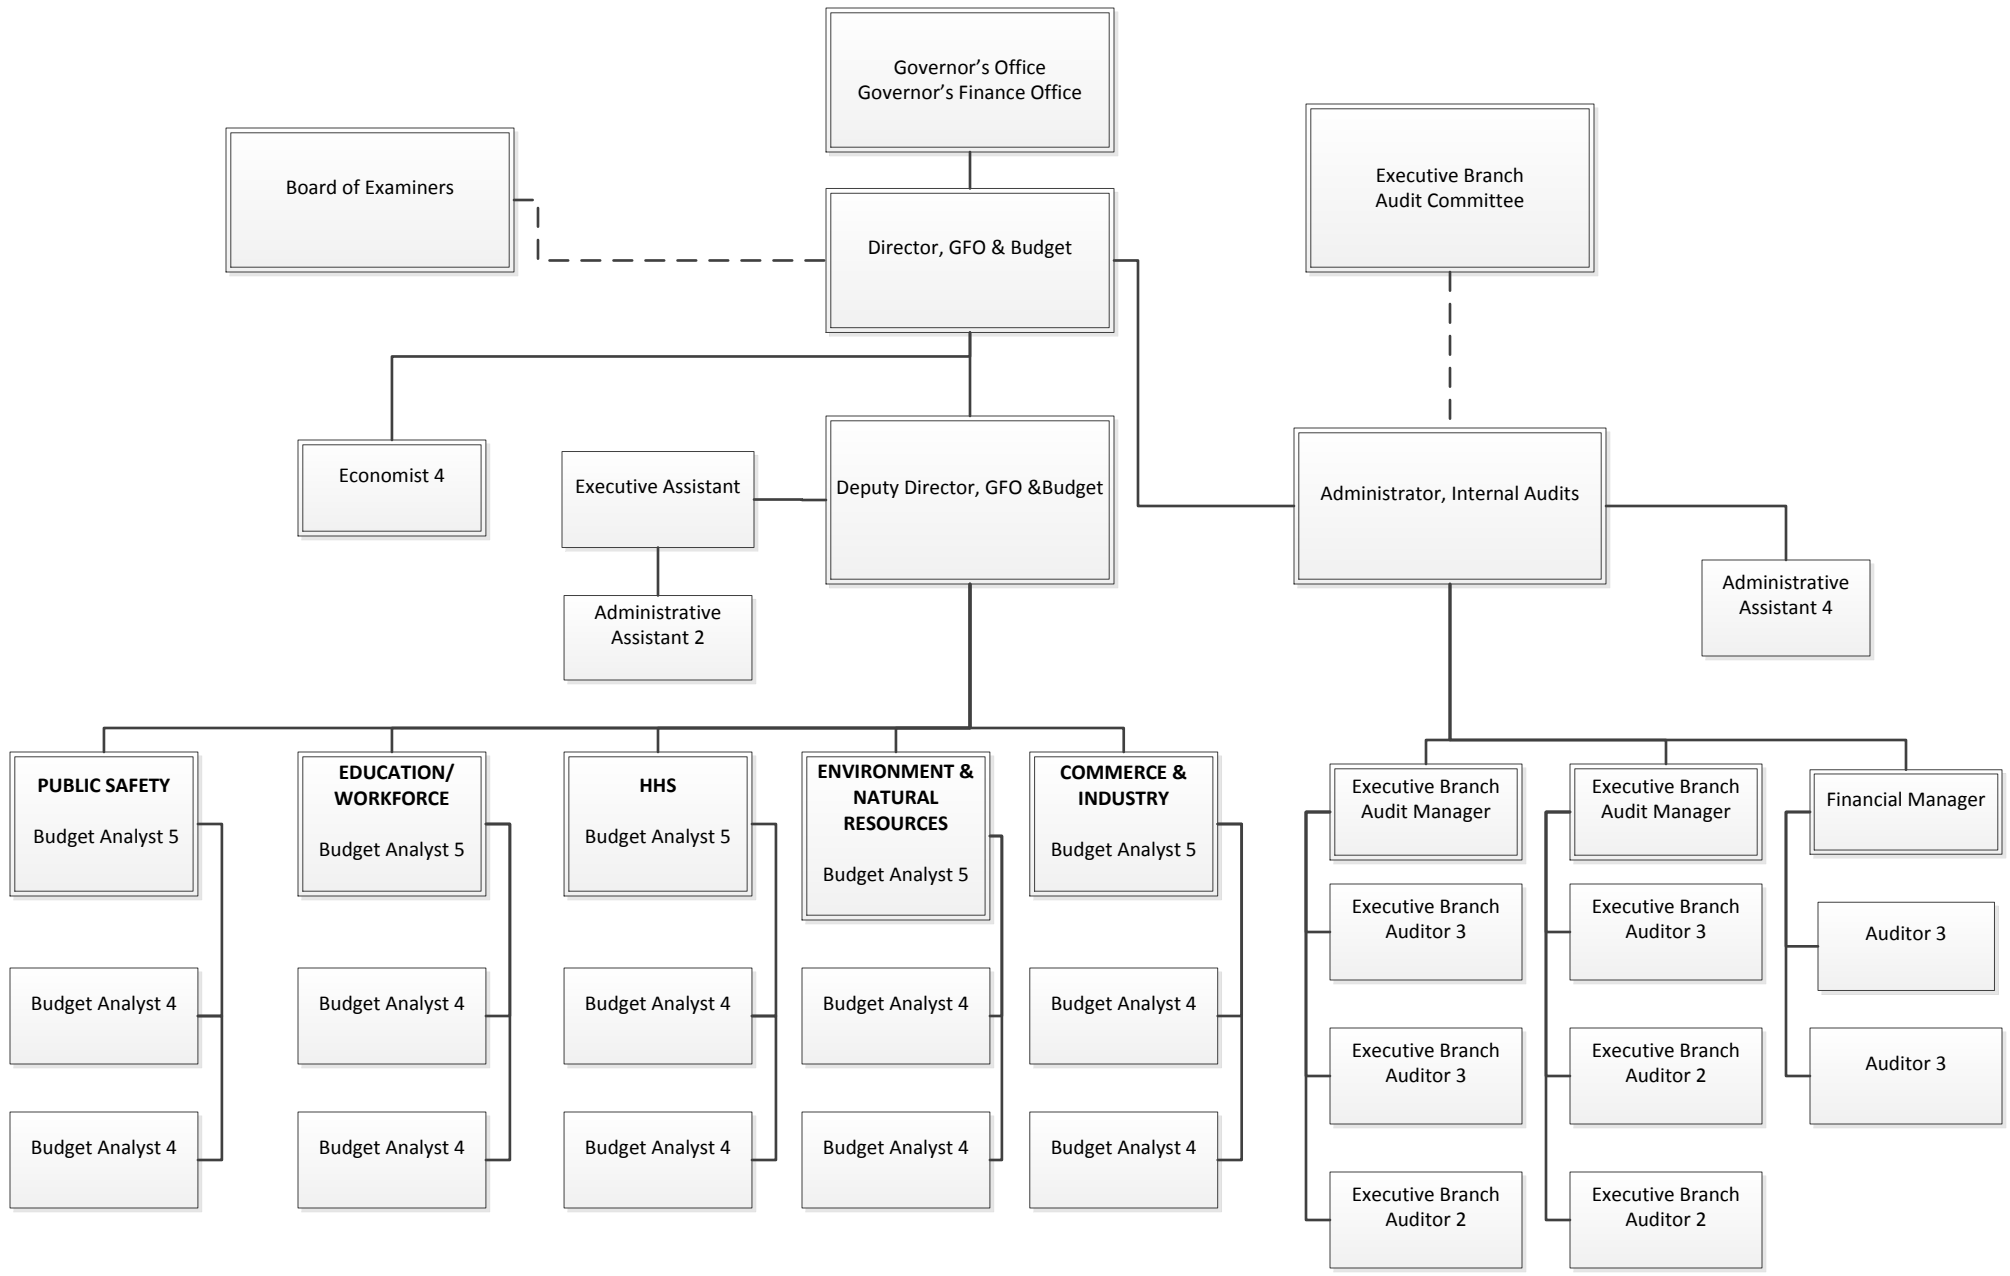 Governor’s Office
Governor’s Finance Office
Board of Examiners
Executive Branch
Audit Committee
Director, GFO & Budget
Economist 4
Executive Assistant
Deputy Director, GFO &Budget
Administrator, Internal Audits
Administrative
Assistant 2
Administrative
Assistant 4
PUBLIC SAFETY
Budget Analyst 5
Budget Analyst 4
Budget Analyst 4
EDUCATION/
WORKFORCE
Budget Analyst 5
Budget Analyst 4
Budget Analyst 4
HHS
Budget Analyst 5
Budget Analyst 4
Budget Analyst 4
ENVIRONMENT &
NATURAL
RESOURCES
Budget Analyst 5
Budget Analyst 4
Budget Analyst 4
COMMERCE &
INDUSTRY
Budget Analyst 5
Budget Analyst 4
Budget Analyst 4
Executive Branch
Audit Manager
Executive Branch
Auditor 3
Executive Branch
Auditor 3
Executive Branch
Auditor 2
Executive Branch
Audit Manager
Executive Branch
Auditor 3
Executive Branch
Auditor 2
Executive Branch
Auditor 2
Financial Manager
Auditor 3
Auditor 3